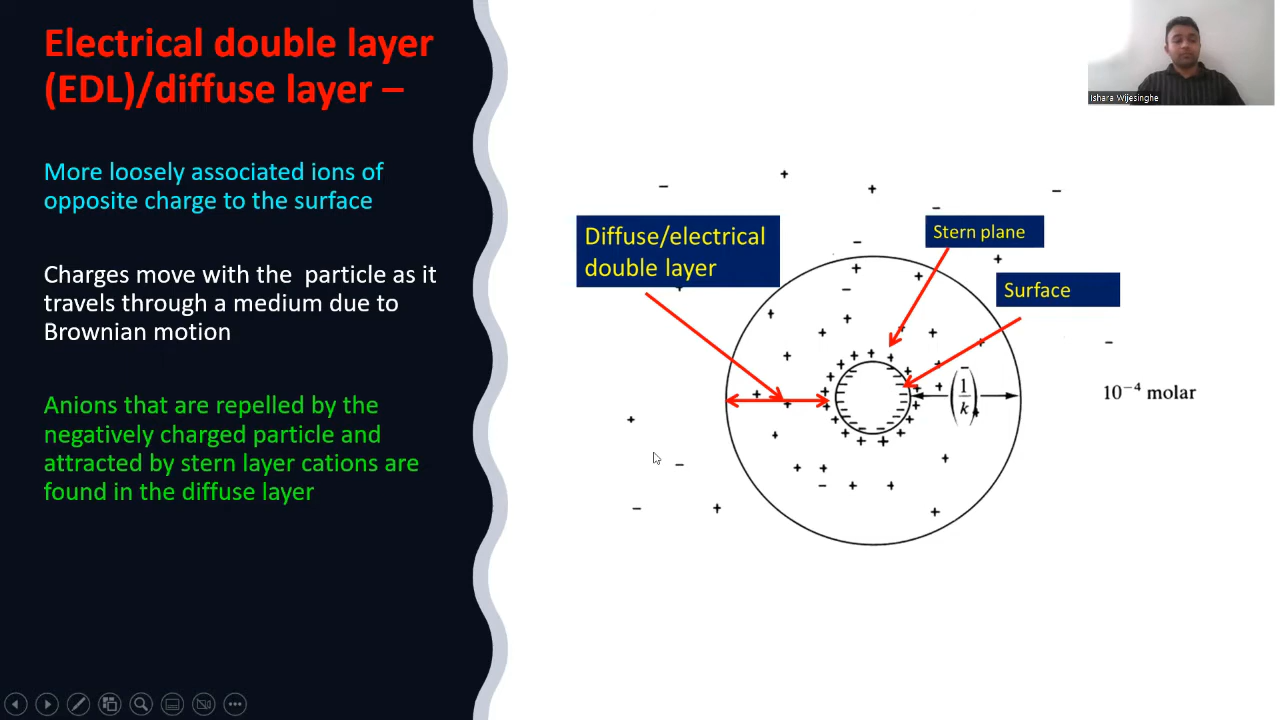 Electrical double layer
(EDL)/diffuse layer –
More loosely associated ions of
opposite charge to the surface
Charges move with the particle as it
travels through a medium due to
Brownian motion
Anions that are repelled by the
negatively charged particle and
attracted by stern layer cations are
found in the diffuse layer
Ishara Wijesinghe
Diffuse/electrical
double layer
Stern plane
Surface
(1/k)
10⁻⁴ molar